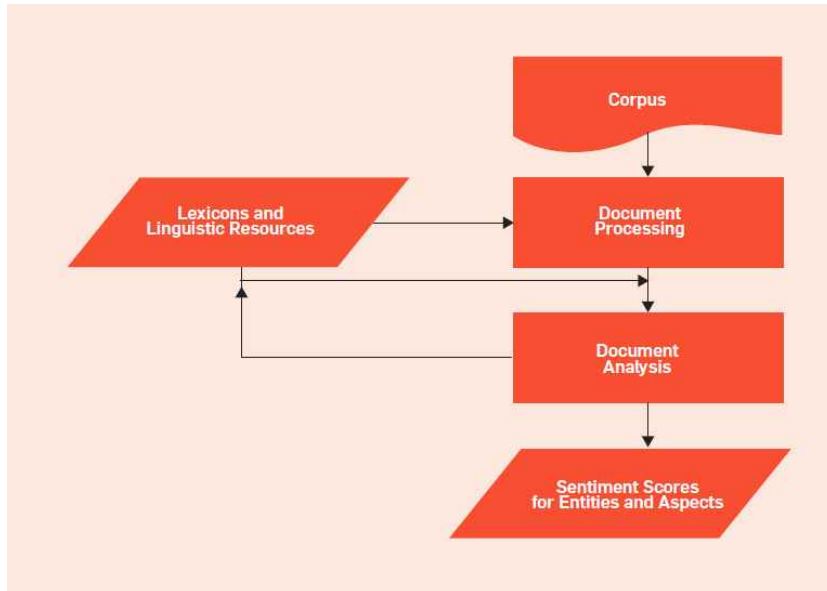 Corpus
Lexicons and
Linguistic Resources
Document
Processing
Document
Analysis
Sentiment Scores
for Entities and Aspects